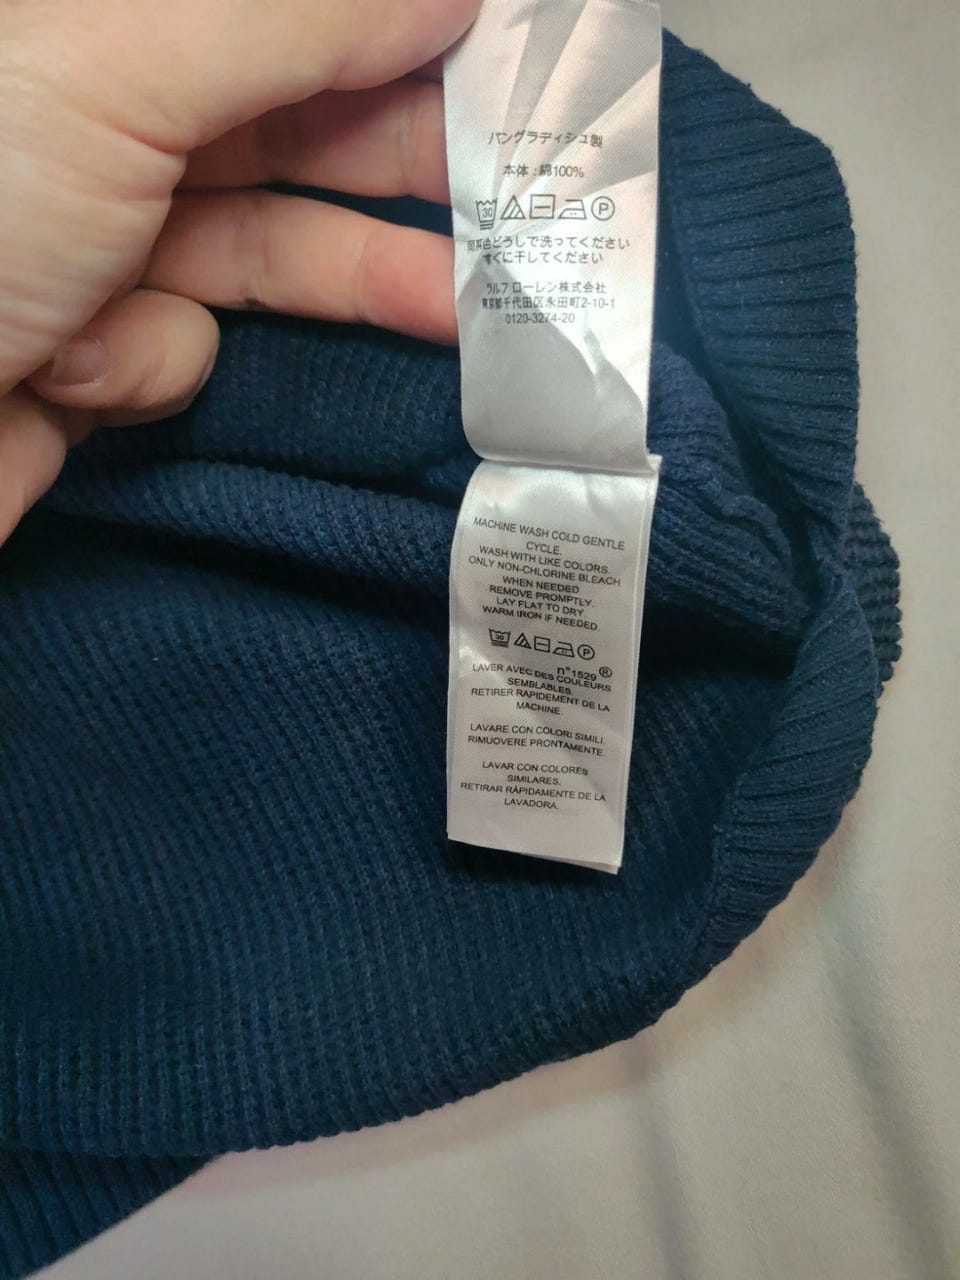 バングラディシュ製
本体:綿100%
30 P
同系色どうしで洗ってください
すぐに干してください
ラルフ ローレン株式会社
東京都千代田区永田町2-10-1
0120-3274-20
MACHINE WASH COLD GENTLE
CYCLE.
WASH WITH LIKE COLORS.
ONLY NON-CHLORINE BLEACH
WHEN NEEDED
REMOVE PROMPTLY.
LAY FLAT TO DRY.
WARM IRON IF NEEDED.
30 P
n°1529 ®
LAVER AVEC DES COULEURS
SEMBLABLES.
RETIRER RAPIDEMENT DE LA
MACHINE.
LAVARE CON COLORI SIMILI.
RIMUOVERE PRONTAMENTE.
LAVAR CON COLORES
SIMILARES.
RETIRAR RÁPIDAMENTE DE LA
LAVADORA.